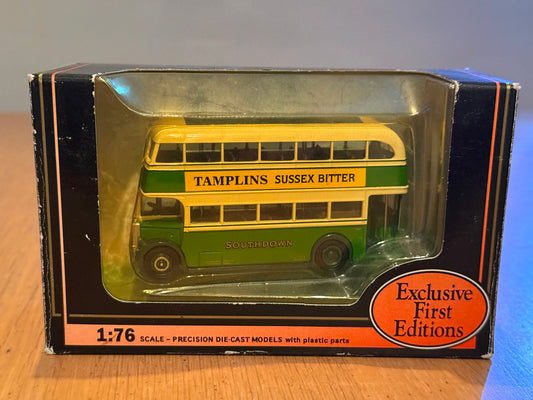 TAMPLINS SUSSEX BITTER
SOUTHDOWN
Exclusive
First
Editions
1:76 SCALE – PRECISION DIE-CAST MODELS with plastic parts